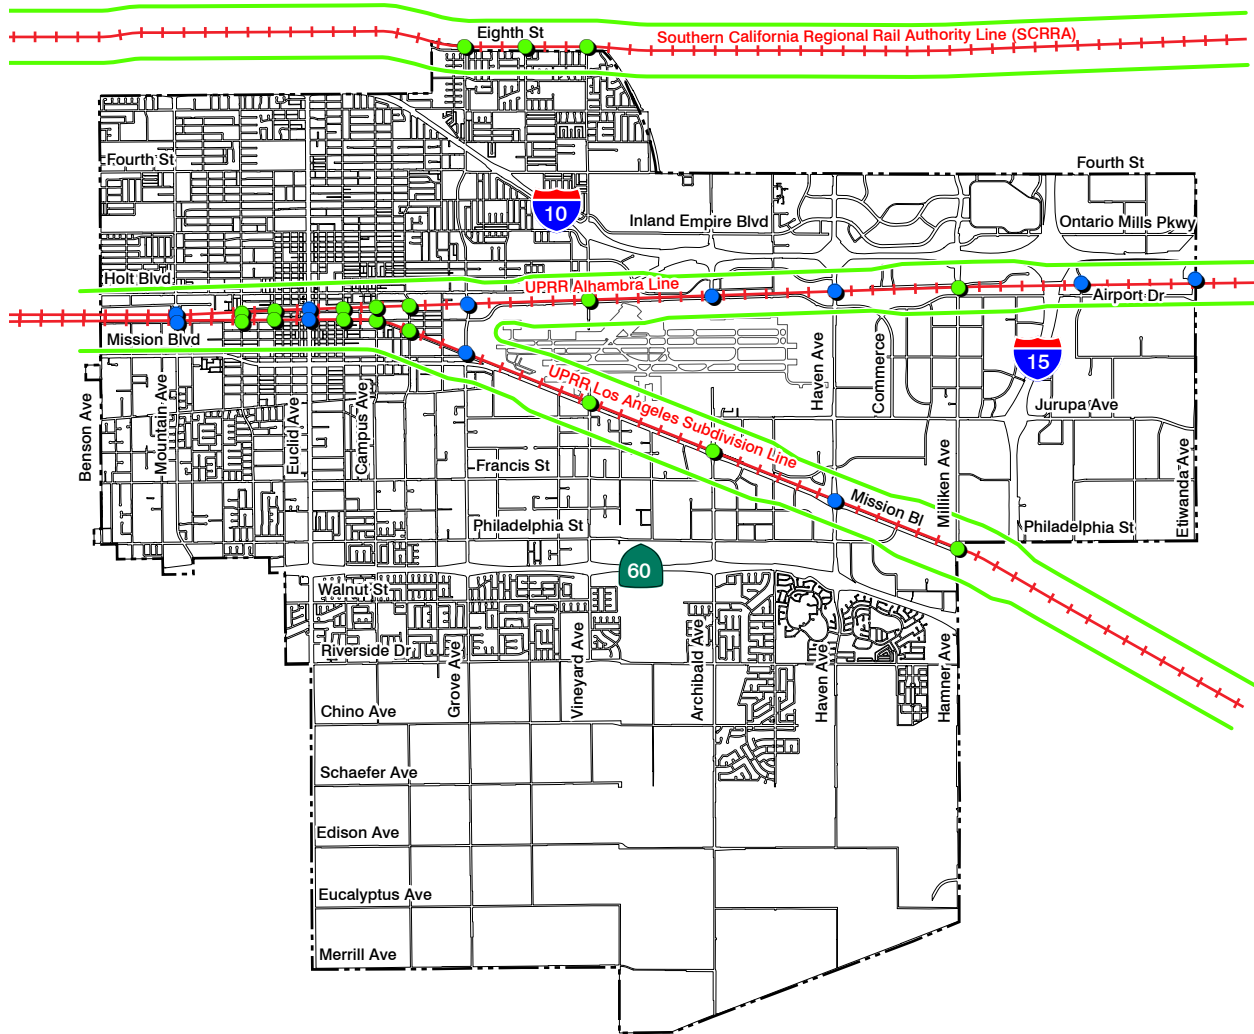 Eighth St
Southern California Regional Rail Authority Line (SCRRA)
Fourth St
Fourth St
10
Inland Empire Blvd
Ontario Mills Pkwy
Holt Blvd
UPRR Alhambra Line
Airport Dr
Mission Blvd
15
Benson Ave
Mountain Ave
Euclid Ave
Campus Ave
UPRR Los Angeles Subdivision Line
Haven Ave
Commerce
Jurupa Ave
Francis St
Milliken Ave
Etiwanda Ave
Mission Bl
Philadelphia St
Philadelphia St
60
Walnut St
Riverside Dr
Grove Ave
Vineyard Ave
Archibald Ave
Haven Ave
Hamner Ave
Chino Ave
Schaefer Ave
Edison Ave
Eucalyptus Ave
Merrill Ave